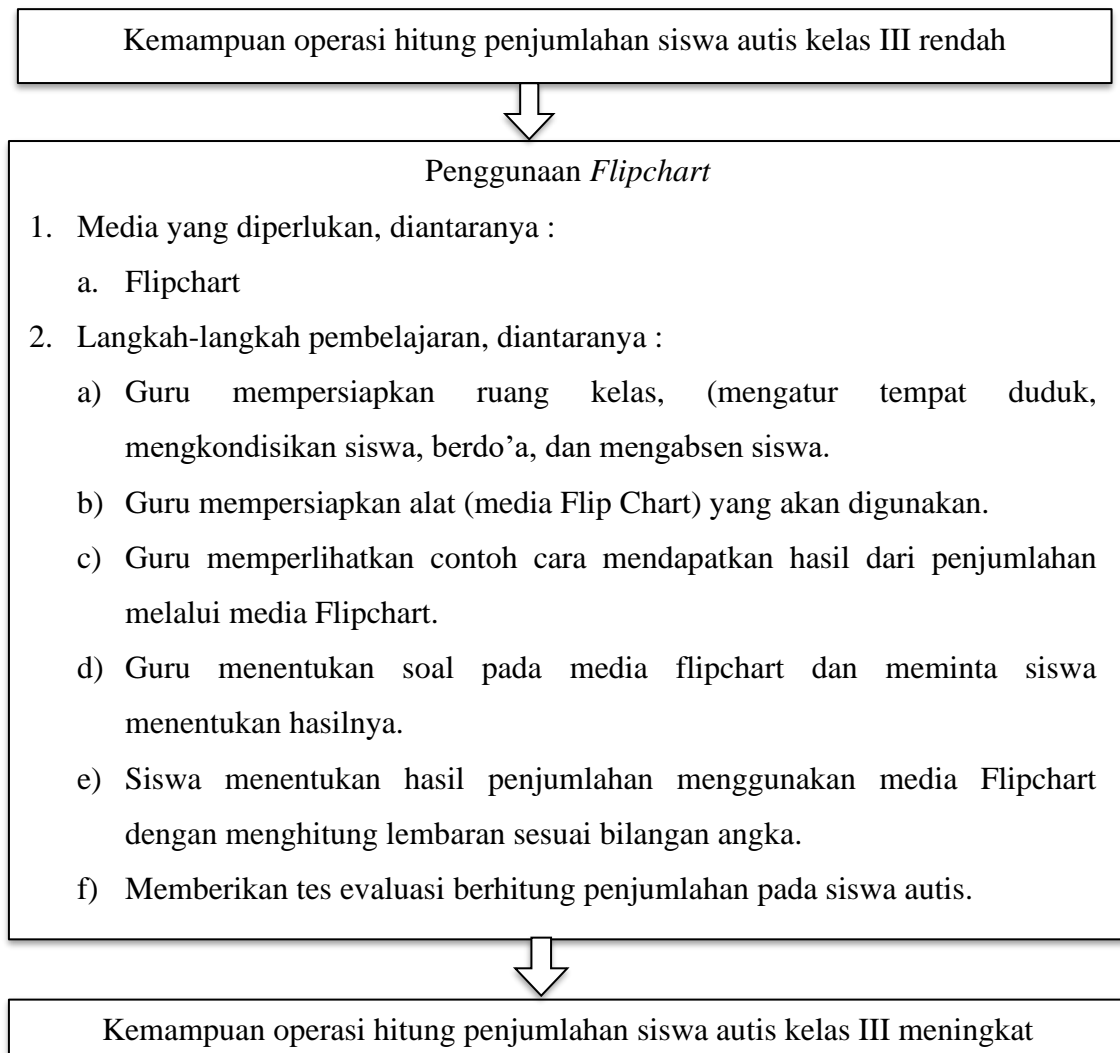 Kemampuan operasi hitung penjumlahan siswa autis kelas III rendah
Penggunaan Flipchart
1. Media yang diperlukan, diantaranya :
a. Flipchart
2. Langkah-langkah pembelajaran, diantaranya :
a) Guru mempersiapkan ruang kelas, (mengatur tempat duduk,
mengkondisikan siswa, berdo’a, dan mengabsen siswa.
b) Guru mempersiapkan alat (media Flip Chart) yang akan digunakan.
c) Guru memperlihatkan contoh cara mendapatkan hasil dari penjumlahan
melalui media Flipchart.
d) Guru menentukan soal pada media flipchart dan meminta siswa
menentukan hasilnya.
e) Siswa menentukan hasil penjumlahan menggunakan media Flipchart
dengan menghitung lembaran sesuai bilangan angka.
f) Memberikan tes evaluasi berhitung penjumlahan pada siswa autis.
Kemampuan operasi hitung penjumlahan siswa autis kelas III meningkat